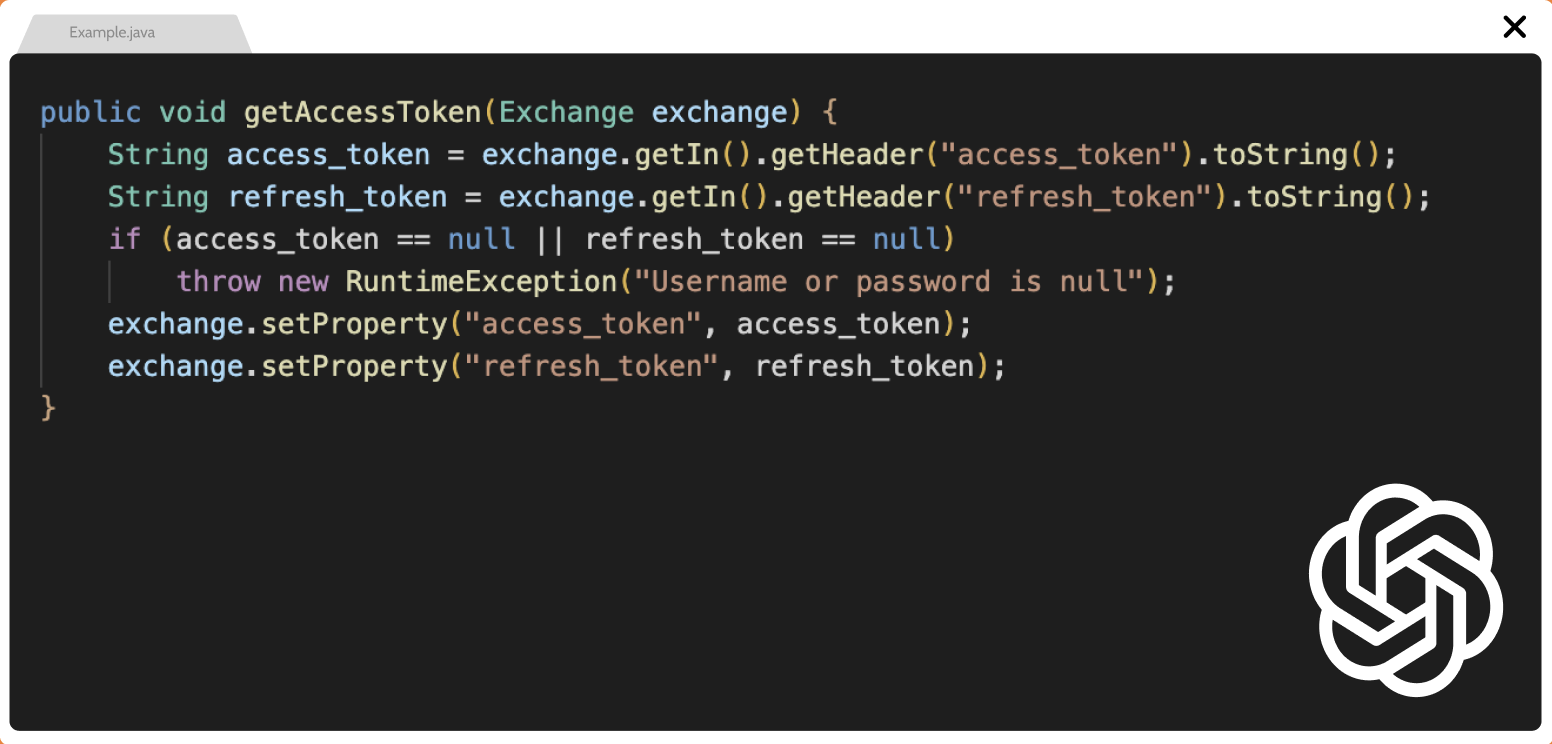 Example.java
public void getAccessToken(Exchange exchange) {
    String access_token = exchange.getIn().getHeader("access_token").toString();
    String refresh_token = exchange.getIn().getHeader("refresh_token").toString();
    if (access_token == null || refresh_token == null)
        throw new RuntimeException("Username or password is null");
    exchange.setProperty("access_token", access_token);
    exchange.setProperty("refresh_token", refresh_token);
}